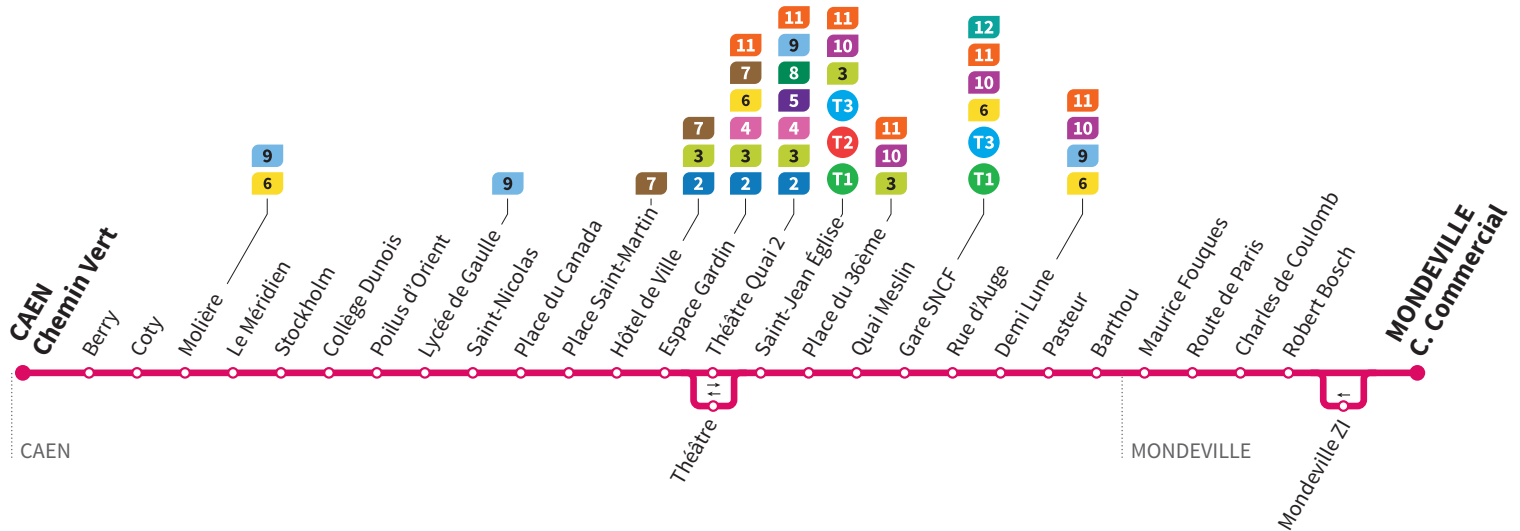 CAEN
Chemin Vert
Berry
Coty
9
6
Molière
Le Méridien
Stockholm
Collège Dunois
Poilus d'Orient
9
Lycée de Gaulle
Saint-Nicolas
Place du Canada
7
Place Saint-Martin
7
3
2
Hôtel de Ville
11
7
6
4
3
2
Espace Gardin
11
9
8
5
4
3
2
Théâtre Quai 2
Théâtre
11
10
3
T3
T2
T1
Saint-Jean Église
11
10
3
Place du 36ème
Quai Meslin
12
11
10
6
T3
T1
Gare SNCF
Rue d'Auge
11
10
9
6
Demi Lune
Pasteur
Barthou
Maurice Fouques
Route de Paris
Charles de Coulomb
Robert Bosch
Mondeville ZI
MONDEVILLE
C. Commercial
CAEN
MONDEVILLE